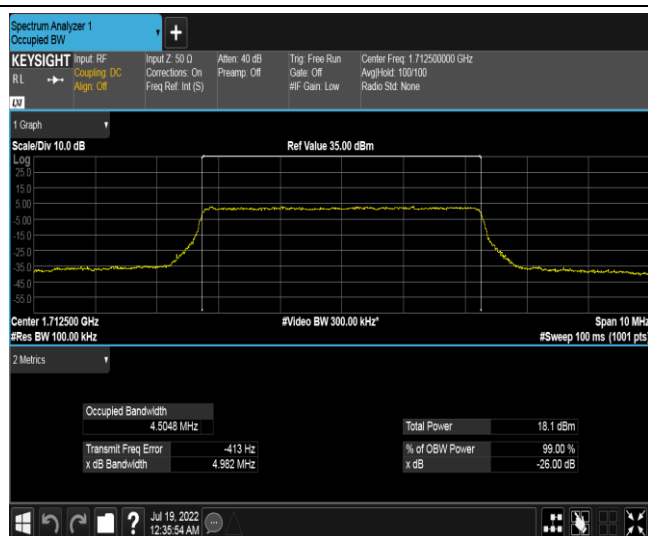 Spectrum Analyzer 1
Occupied BW
KEYSIGHT Input: RF Input Z: 50 Ω Atten: 40 dB Trig: Free Run Center Freq: 1.712500000 GHz
RL Coupling: DC Corrections: On Preamp: Off Gate: Off Avg|Hold: 100/100
Align: Off Freq Ref: Int (S) #IF Gain: Low Radio Std: None
LXI
1 Graph
Scale/Div 10.0 dB Ref Value 35.00 dBm
Log
25.0
15.0
5.00
-5.00
-15.0
-25.0
-35.0
-45.0
-55.0
Center 1.712500 GHz #Video BW 300.00 kHz* Span 10 MHz
#Res BW 100.00 kHz #Sweep 100 ms (1001 pts)
2 Metrics
Occupied Bandwidth
4.5048 MHz Total Power 18.1 dBm
Transmit Freq Error -413 Hz % of OBW Power 99.00 %
x dB Bandwidth 4.982 MHz x dB -26.00 dB
? Jul 19, 2022
12:35:54 AM